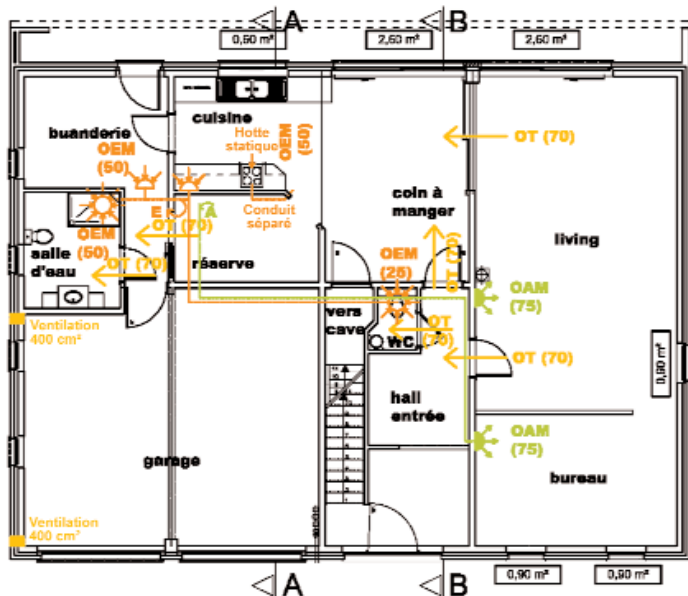 A
B
0,60 m²
2,60 m²
2,60 m²
buanderie
cuisine
Hotte
statique
OEM
(50)
OEM
(50)
OT (70)
living
coin à
manger
E
A
Conduit
séparé
OEM
(50)
OT (70)
OT (70)
salle
d'eau
réserve
OEM
(25)
OT
(70)
OAM
(75)
Ventilation
400 cm²
vers
cave
WC
OT
(70)
OT (70)
0,90 m²
hall
entrée
OAM
(75)
garage
bureau
Ventilation
400 cm²
A
B
0,90 m²
0,90 m²